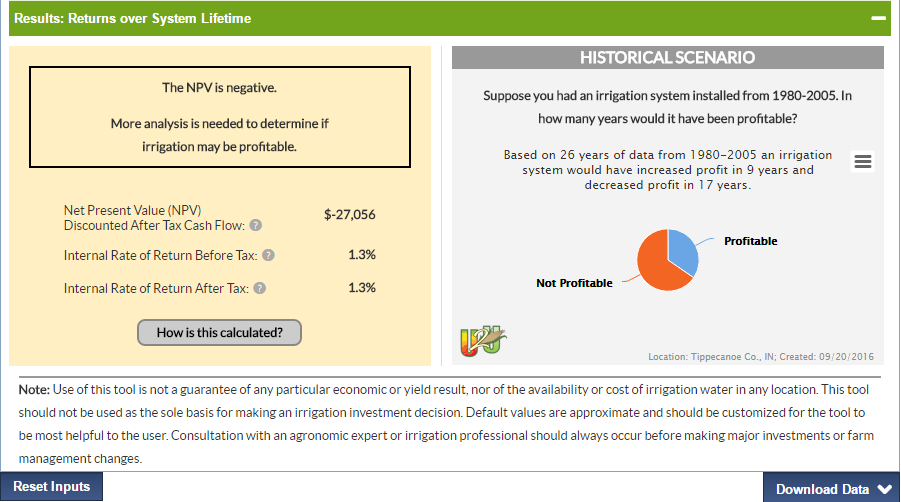 Results: Returns over System Lifetime
The NPV is negative.
More analysis is needed to determine if
irrigation may be profitable.
Net Present Value (NPV)
Discounted After Tax Cash Flow: ?
$-27,056
Internal Rate of Return Before Tax: ?
1.3%
Internal Rate of Return After Tax: ?
1.3%
How is this calculated?
HISTORICAL SCENARIO
Suppose you had an irrigation system installed from 1980-2005. In
how many years would it have been profitable?
Based on 26 years of data from 1980-2005 an irrigation
system would have increased profit in 9 years and
decreased profit in 17 years.
Profitable
Not Profitable
U2U
Location: Tippecanoe Co., IN; Created: 09/20/2016
Note: Use of this tool is not a guarantee of any particular economic or yield result, nor of the availability or cost of irrigation water in any location. This tool
should not be used as the sole basis for making an irrigation investment decision. Default values are approximate and should be customized for the tool to
be most helpful to the user. Consultation with an agronomic expert or irrigation professional should always occur before making major investments or farm
management changes.
Reset Inputs
Download Data